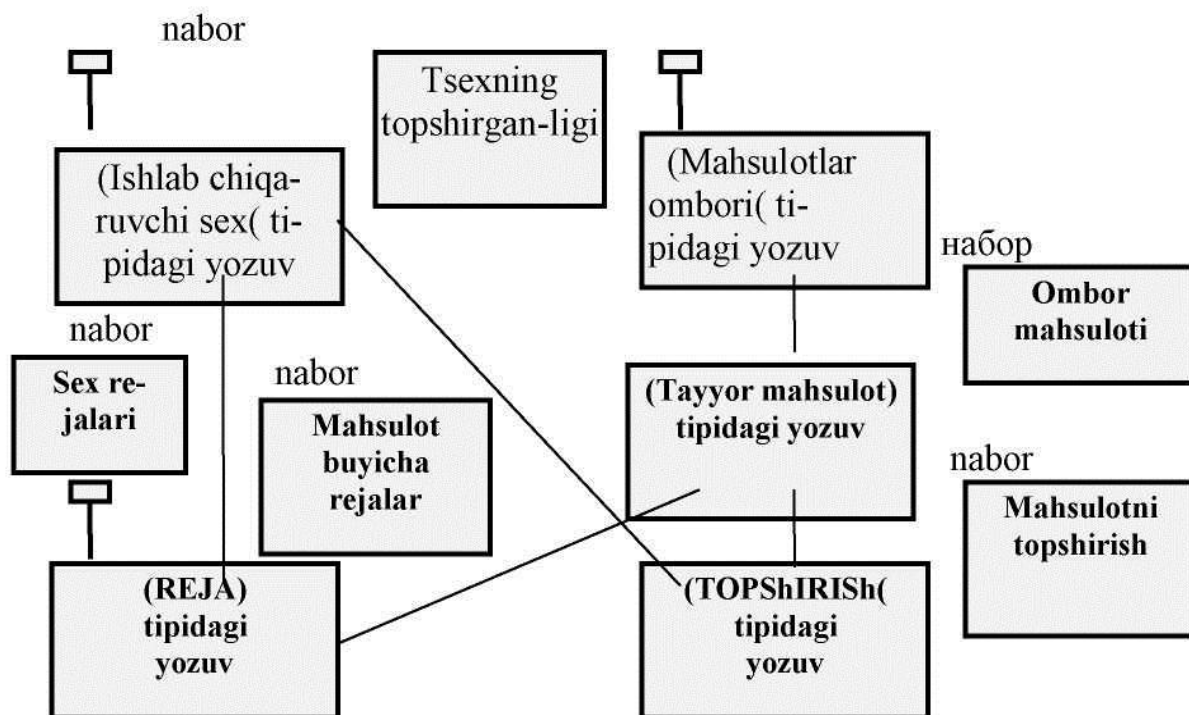 nabor
Tsexning
topshirgan-ligi
(Ishlab chiqa-
ruvchi sex( ti-
pidagi yozuv
(Mahsulotlar
ombori( ti-
pidagi yozuv
набор
Ombor
mahsuloti
nabor
Sex re-
jalari
nabor
Mahsulot
buyicha
rejalar
(Tayyor mahsulot)
tipidagi yozuv
nabor
Mahsulotni
topshirish
(REJA)
tipidagi
yozuv
(TOPShIRISh(
tipidagi
yozuv